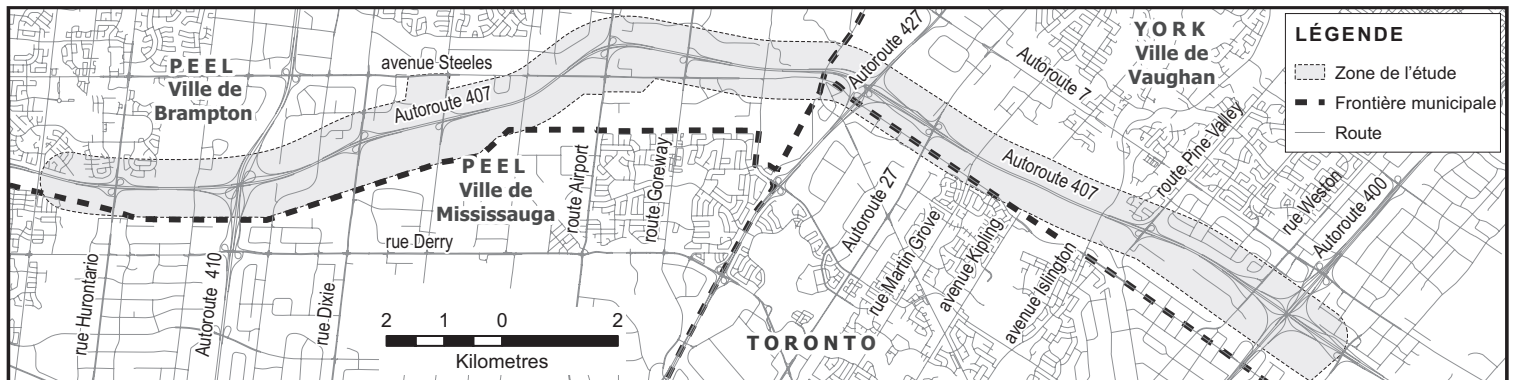 PEEL
Ville de
Brampton
avenue Steeles
Autoroute 407
Autoroute 427
Autoroute 7
YORK
Ville de
Vaughan
LÉGENDE
Zone de l'étude
Frontière municipale
Route
PEEL
Ville de
Mississauga
route Airport
route Goreway
Autoroute 407
route Pine Valley
rue Weston
Autoroute 400
rue Derry
rue Hurontario
Autoroute 410
rue Dixie
Autoroute 27
rue Martin Grove
avenue Kipling
avenue Islington
2 1 0 2
Kilometres
TORONTO